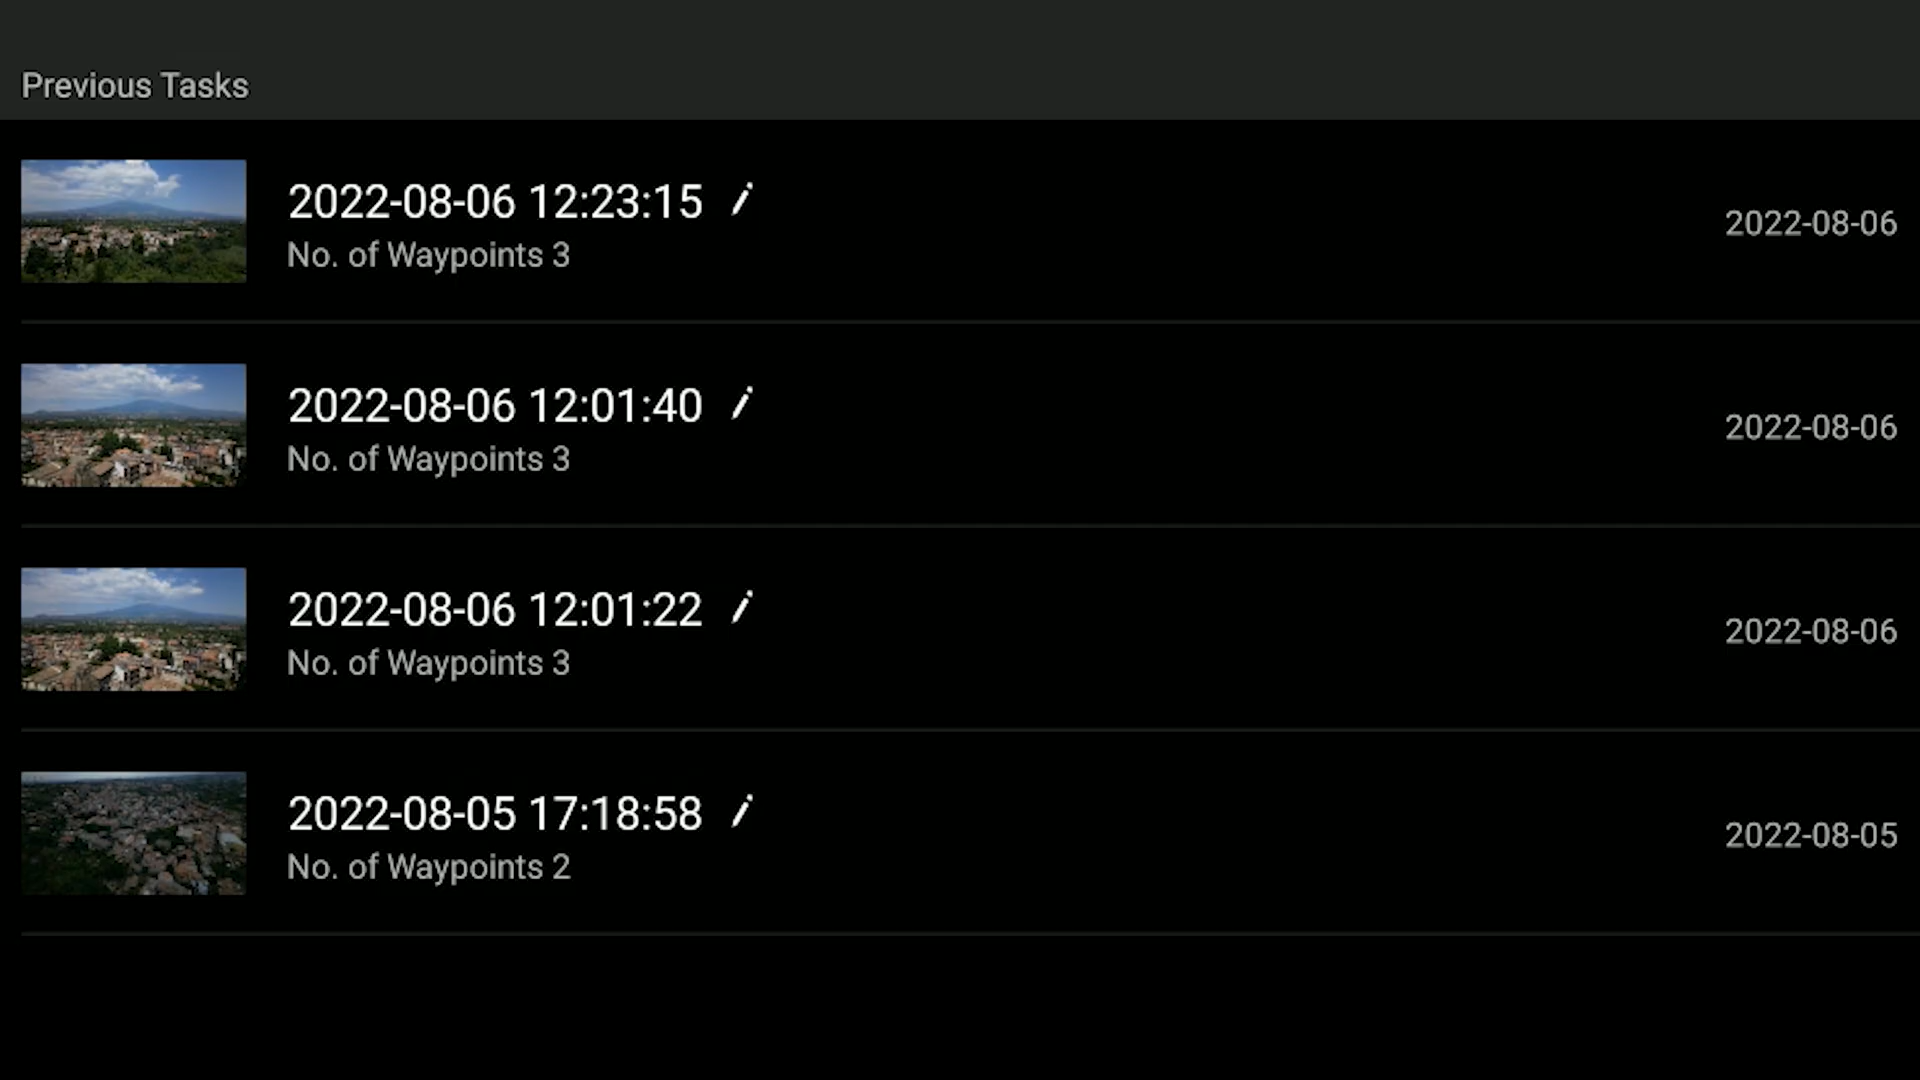 Previous Tasks
2022-08-06 12:23:15
No. of Waypoints 3
2022-08-06
2022-08-06 12:01:40
No. of Waypoints 3
2022-08-06
2022-08-06 12:01:22
No. of Waypoints 3
2022-08-06
2022-08-05 17:18:58
No. of Waypoints 2
2022-08-05